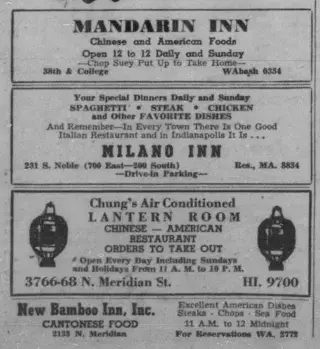 MANDARIN INN
Chinese and American Foods
Open 12 to 12 Daily and Sunday
—Chop Suey Put Up to Take Home—
38th & College WAbash 0334
Your Special Dinners Daily and Sunday
SPAGHETTI • STEAK • CHICKEN
and Other FAVORITE DISHES
And Remember—In Every Town There Is One Good
Italian Restaurant and in Indianapolis It Is . . .
MILANO INN
231 S. Noble (700 East—200 South) Res., MA. 8834
—Drive-in Parking—
Chung's Air Conditioned
LANTERN ROOM
CHINESE — AMERICAN
RESTAURANT
ORDERS TO TAKE OUT
Open Every Day Including Sundays
and Holidays From 11 A. M. to 10 P. M.
3766-68 N. Meridian St. HI. 9700
New Bamboo Inn, Inc.
CANTONESE FOOD
2133 N. Meridian
Excellent American Dishes
Steaks - Chops - Sea Food
11 A.M. to 12 Midnight
For Reservations WA. 3772